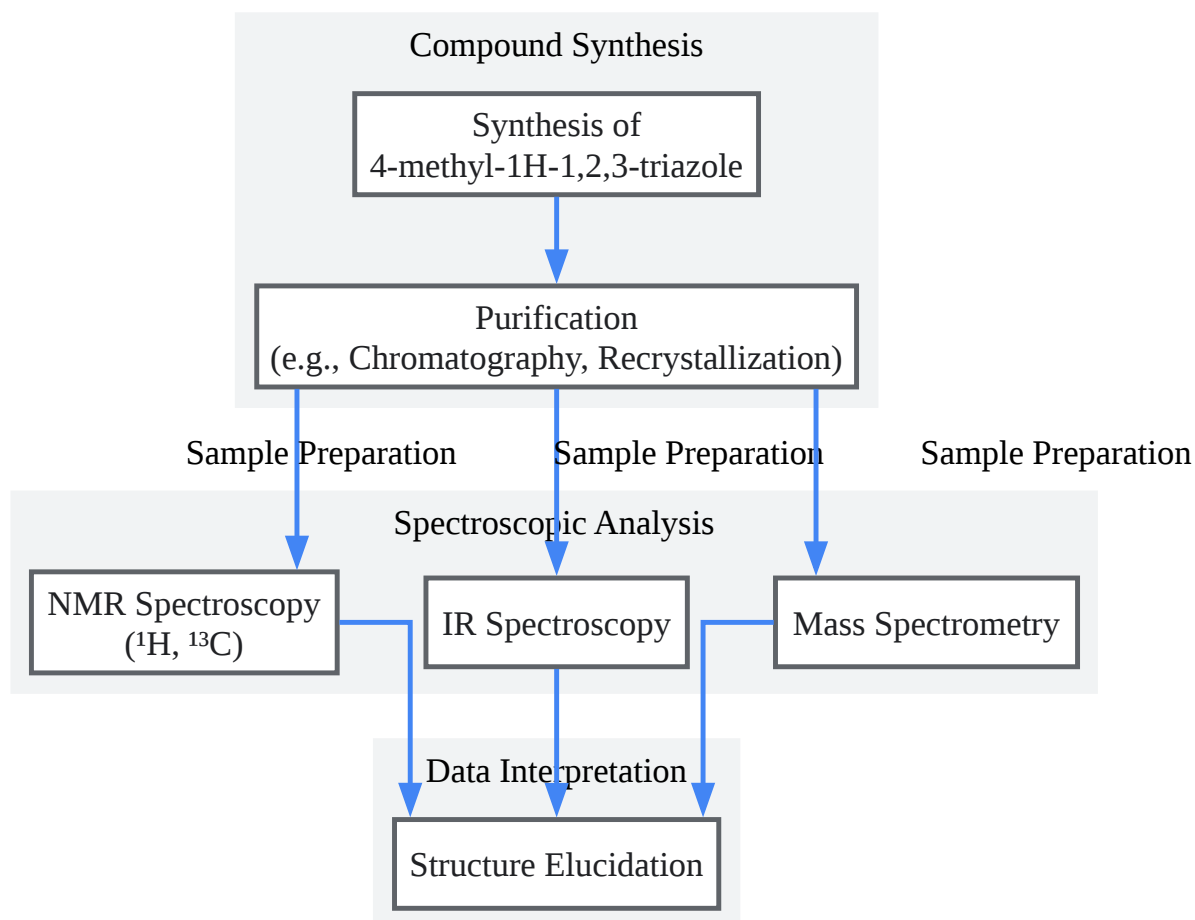 Compound Synthesis
Synthesis of
4-methyl-1H-1,2,3-triazole
Purification
(e.g., Chromatography, Recrystallization)
Sample Preparation
Sample Preparation
Sample Preparation
Spectroscopic Analysis
NMR Spectroscopy
(¹H, ¹³C)
IR Spectroscopy
Mass Spectrometry
Data Interpretation
Structure Elucidation